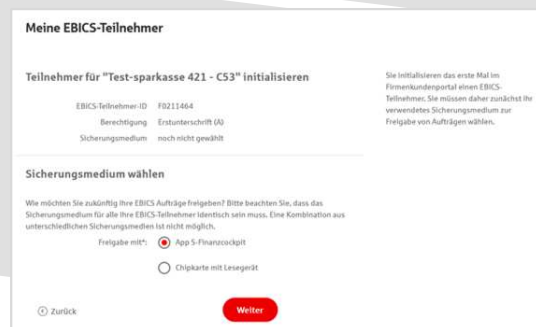 Meine EBICS-Teilnehmer
Teilnehmer für "Test-sparkasse 421 - C53" initialisieren
EBICS-Teilnehmer-ID F0211464
Berechtigung Erstunterschrift (A)
Sicherungsmedium noch nicht gewählt
Sie initialisieren das erste Mal im
Firmenkundenportal einen EBICS-
Teilnehmer. Sie müssen daher zunächst Ihr
verwendetes Sicherungsmedium zur
Freigabe von Aufträgen wählen.
Sicherungsmedium wählen
Wie möchten Sie zukünftig Ihre EBICS Aufträge freigeben? Bitte beachten Sie, dass das
Sicherungsmedium für alle Ihre EBICS-Teilnehmer identisch sein muss. Eine Kombination aus
unterschiedlichen Sicherungsmedien ist nicht möglich.
Freigabe mit*: App S-Finanzcockpit
Chipkarte mit Lesegerät
Zurück
Weiter